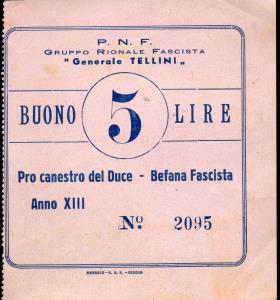 P. N. F.
GRUPPO RIONALE FASCISTA
"Generale TELLINI„
BUONO 5 LIRE
Pro canestro del Duce - Befana Fascista
Anno XIII
No. 2095